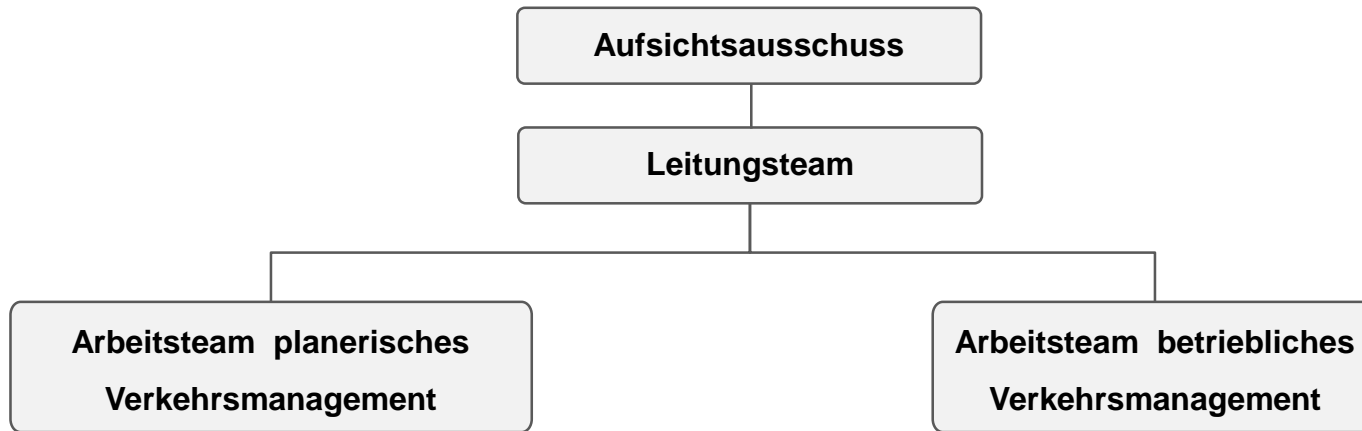 Aufsichtsausschuss
Leitungsteam
Arbeitsteam planerisches
Verkehrsmanagement
Arbeitsteam betriebliches
Verkehrsmanagement